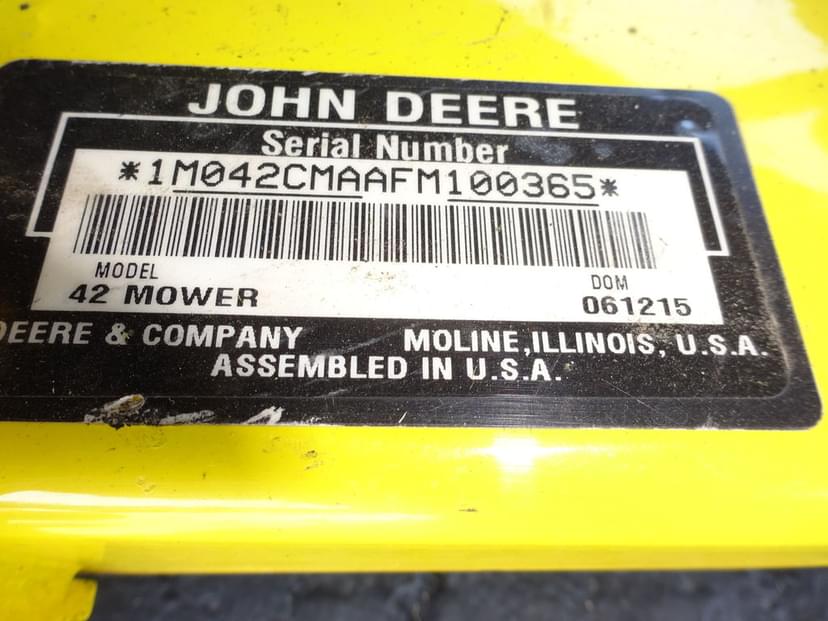 JOHN DEERE
Serial Number
*1M042CMAAFM100365*
MODEL
DOM
42 MOWER
061215
DEERE & COMPANY MOLINE, ILLINOIS, U.S.A.
ASSEMBLED IN U.S.A.